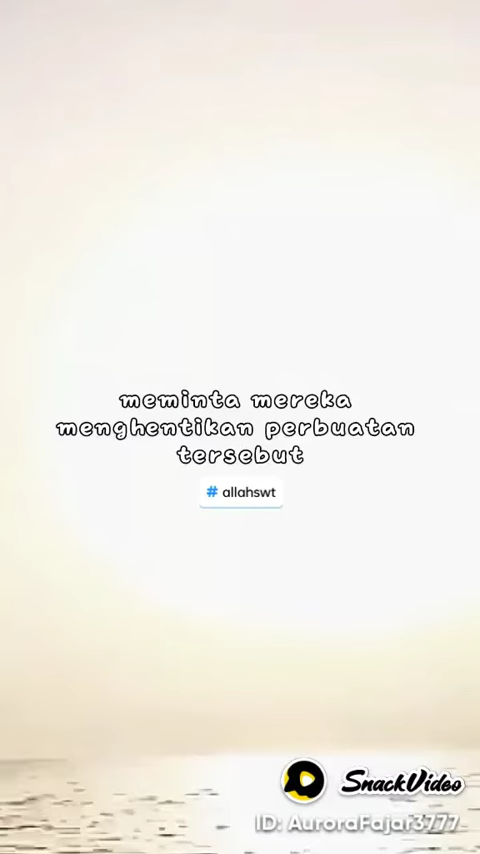 meminta mereka
menghentikan perbuatan
tersebut
# allahswt
SnackVideo
ID: AuroraFajar3777